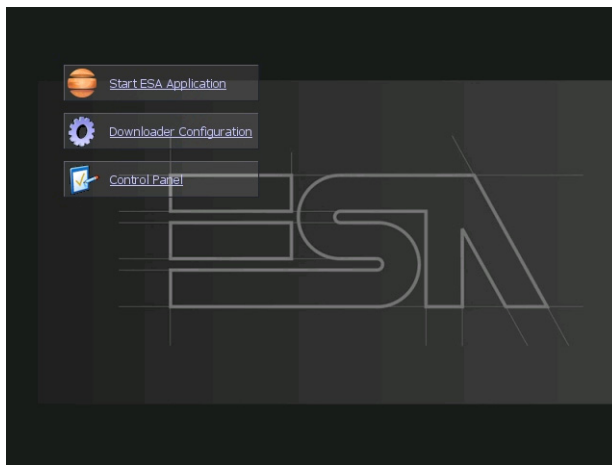 Start ESA Application
Downloader Configuration
Control Panel
ESA